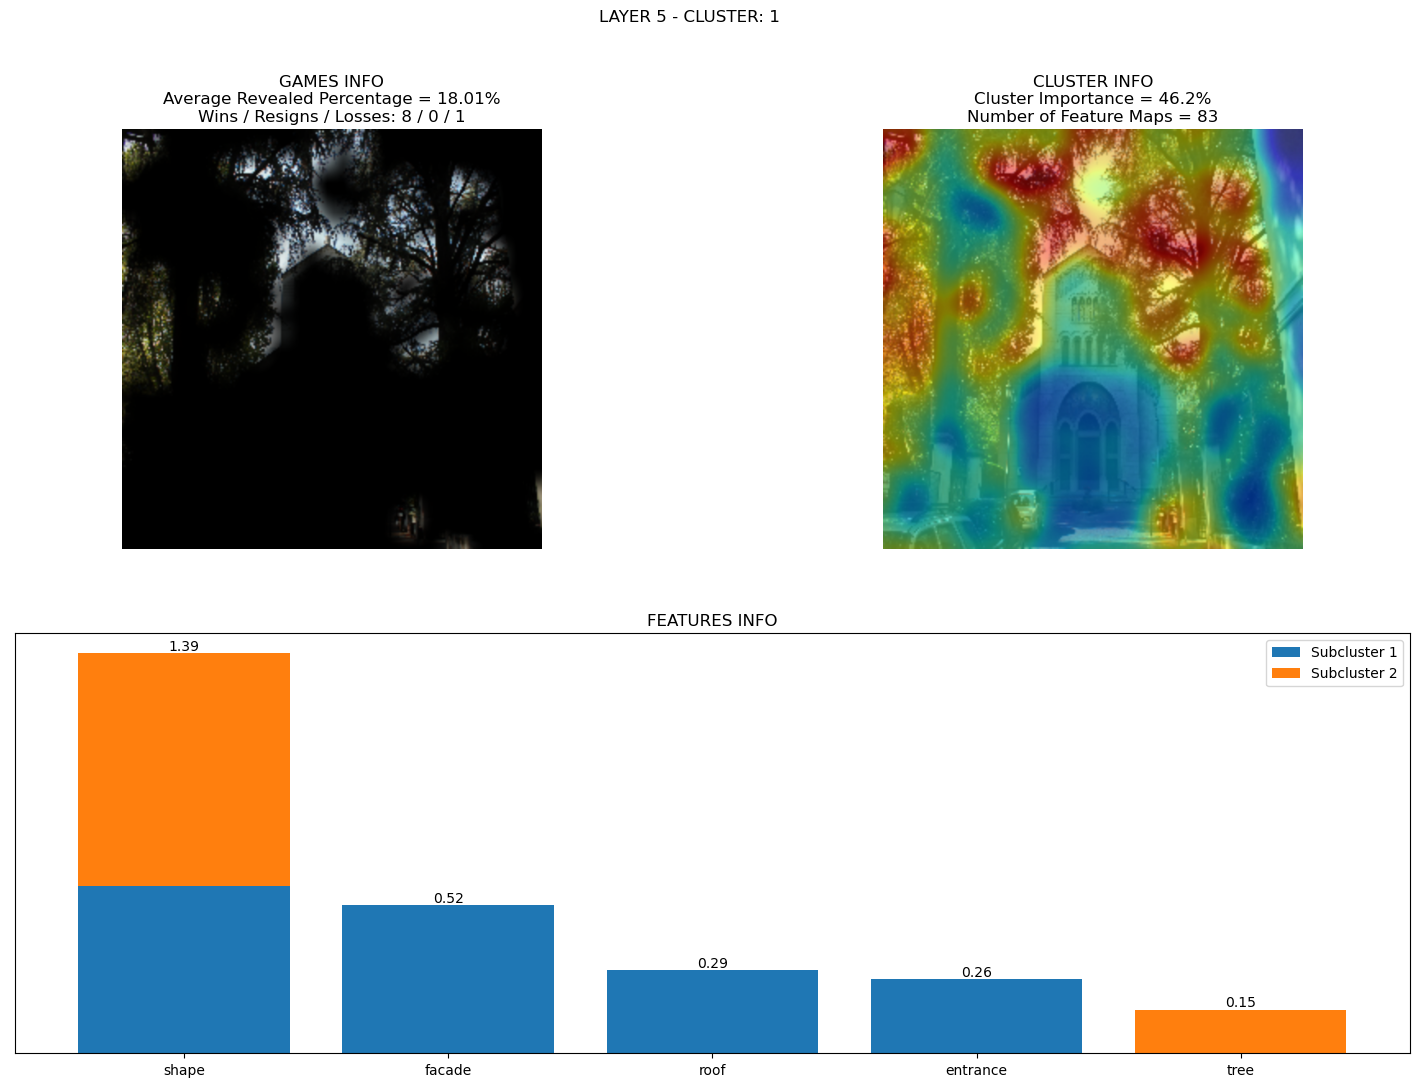 LAYER 5 - CLUSTER: 1
GAMES INFO
Average Revealed Percentage = 18.01%
Wins / Resigns / Losses: 8 / 0 / 1
CLUSTER INFO
Cluster Importance = 46.2%
Number of Feature Maps = 83
FEATURES INFO
Subcluster 1
Subcluster 2
1.39
0.52
0.29
0.26
0.15
shape
facade
roof
entrance
tree